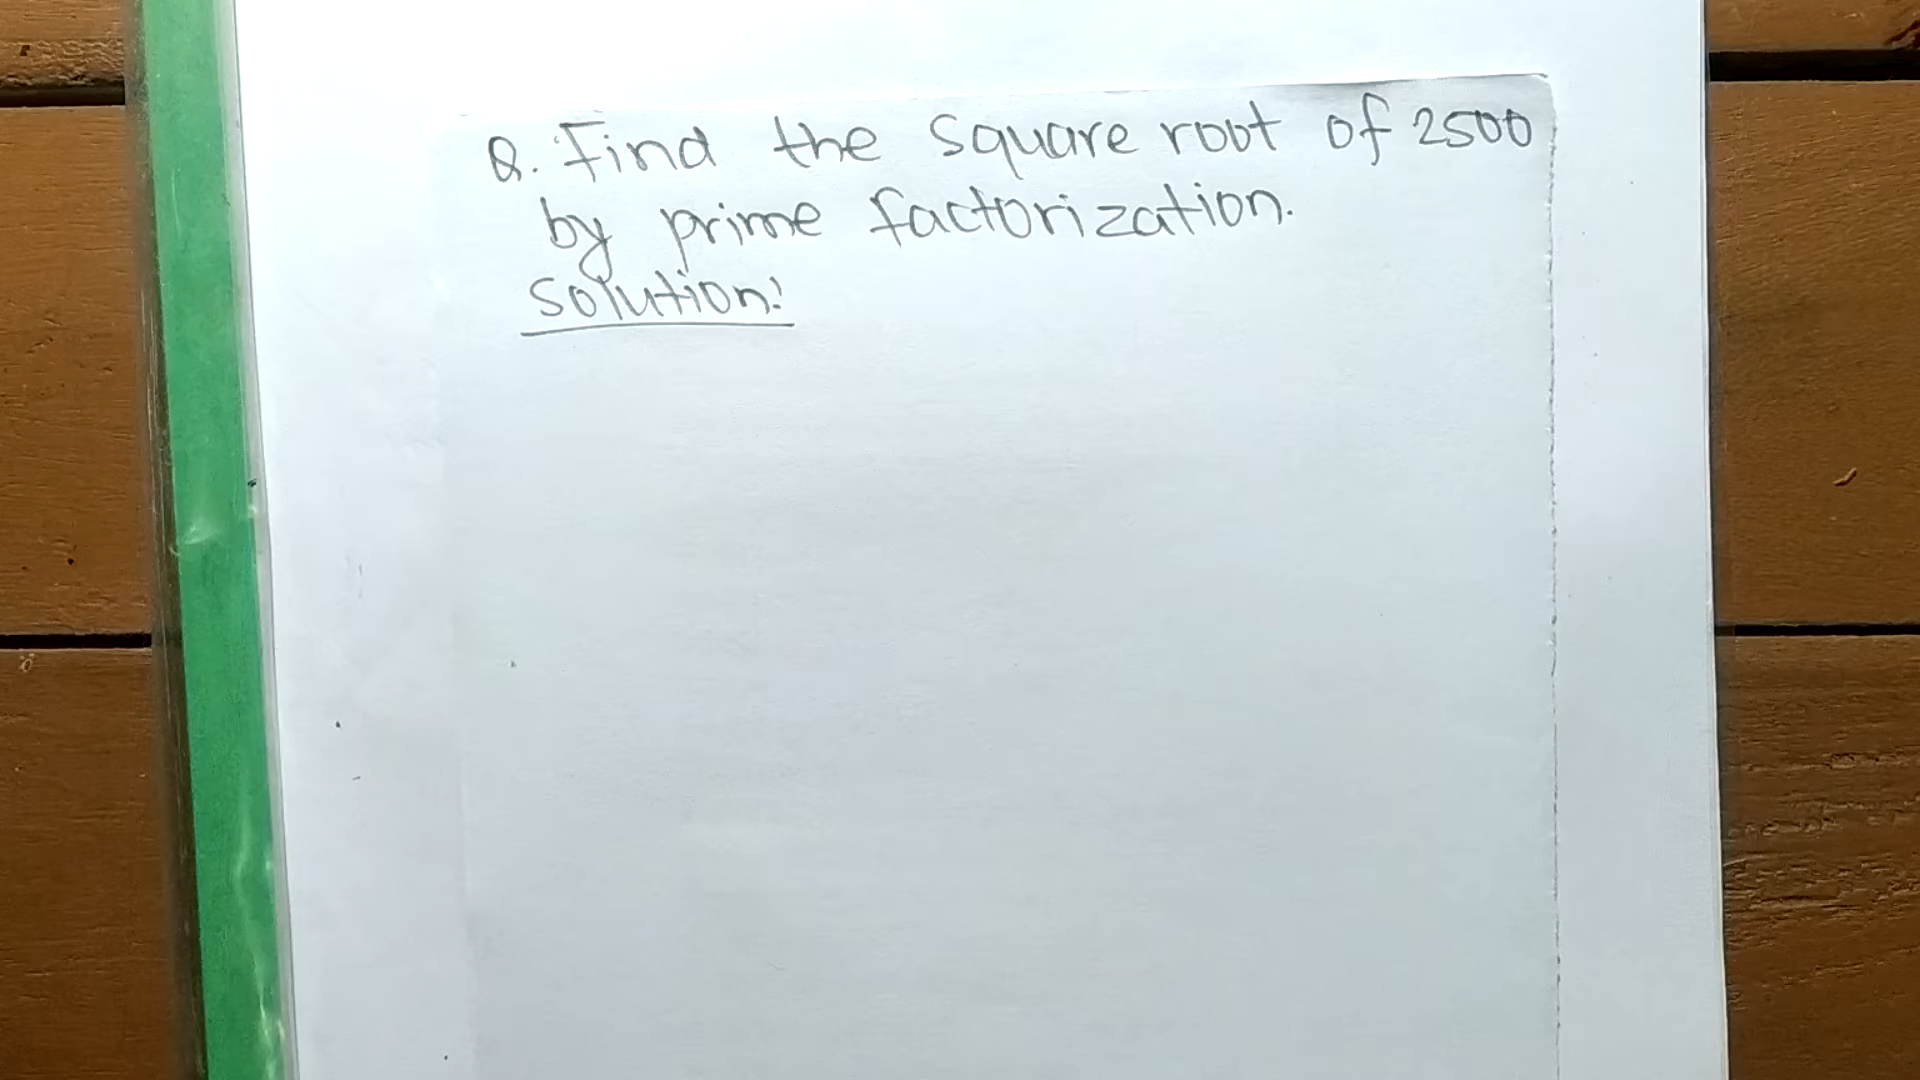 Q. Find the square root of 2500
by prime factorization.
Solution: